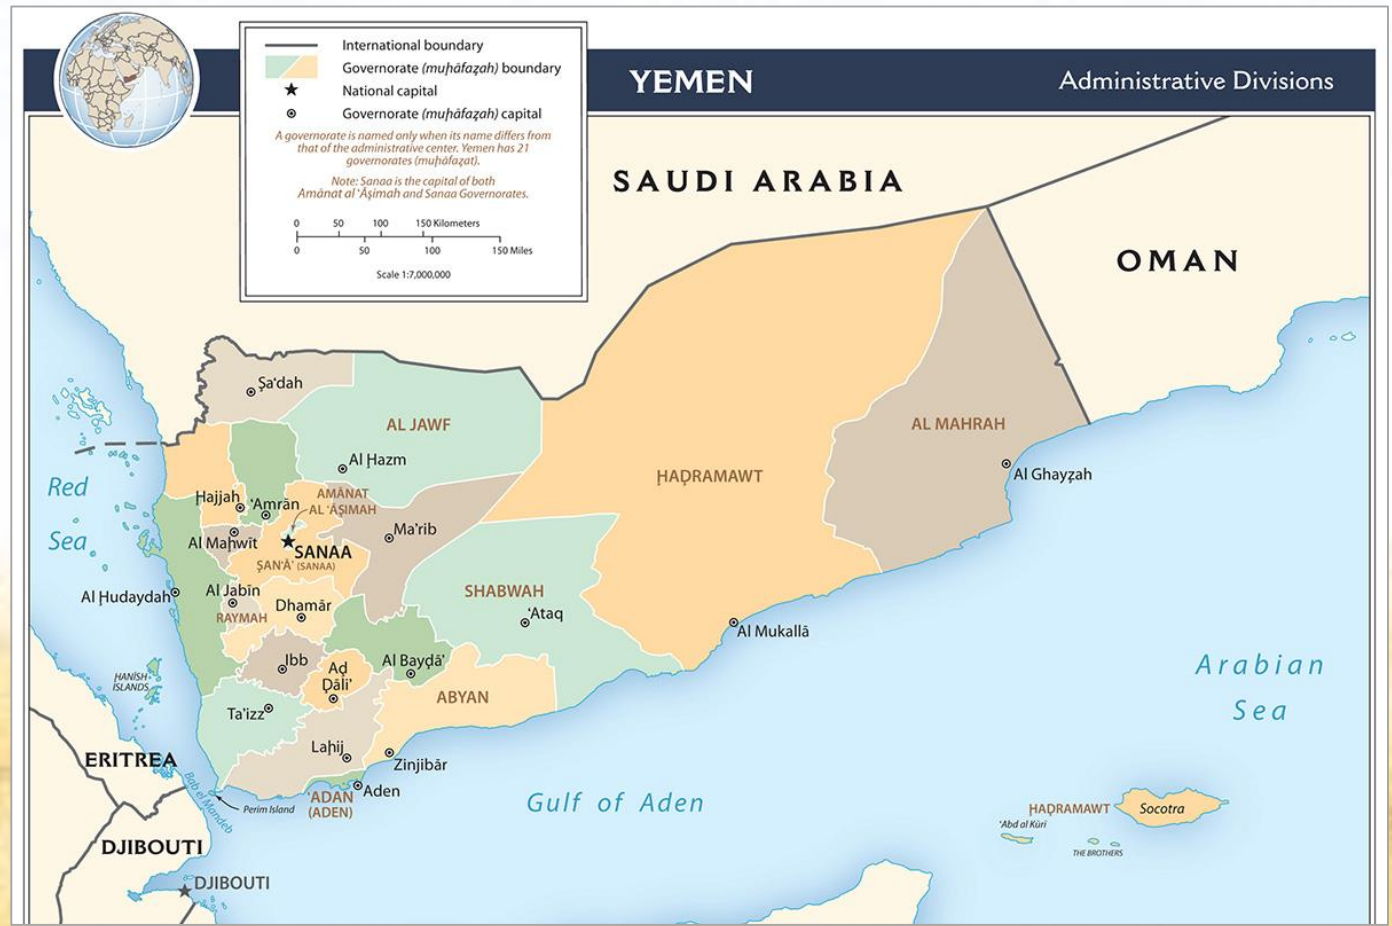 International boundary
Governorate (muḥāfaẓah) boundary
National capital
Governorate (muḥāfaẓah) capital
A governorate is named only when its name differs from
that of the administrative center. Yemen has 21
governorates (muḥāfaẓat).
Note: Sanaa is the capital of both
Amānat al ‘Āṣimah and Sanaa Governorates.
0 50 100 150 Kilometers
0 50 100 150 Miles
Scale 1:7,000,000
YEMEN
Administrative Divisions
SAUDI ARABIA
OMAN
Ṣa‘dah
AL JAWF
Al Ḥazm
AL MAHRAH
Al Ghayẓah
ḤAḌRAMAWT
Red
Sea
Ḥajjah
‘Amrān
AMĀNAT
AL ‘ĀṢIMAH
Ma'rib
Al Maḥwīt
SANAA
ṢAN‘Ā’ (SANAA)
Al Ḥudaydah
Al Jabīn
RAYMAH
Dhamār
SHABWAH
‘Ataq
Al Mukallā
Ibb
Aḍ
Ḍāli‘
Al Bayḍā’
ABYAN
HANĪSH
ISLANDS
Ta‘izz
Laḥij
Zinjibār
‘ADAN
(ADEN)
Aden
Perim Island
Bab el Mandeb
ERITREA
DJIBOUTI
DJIBOUTI
Gulf of Aden
Arabian
Sea
ḤAḌRAMAWT
Socotra
‘Abd al Kūrī
THE BROTHERS